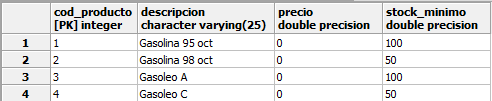 cod_producto descripcion precio stock_minimo
[PK] integer character varying(25) double precision double precision
1 1 Gasolina 95 oct 0 100
2 2 Gasolina 98 oct 0 50
3 3 Gasoleo A 0 100
4 4 Gasoleo C 0 50